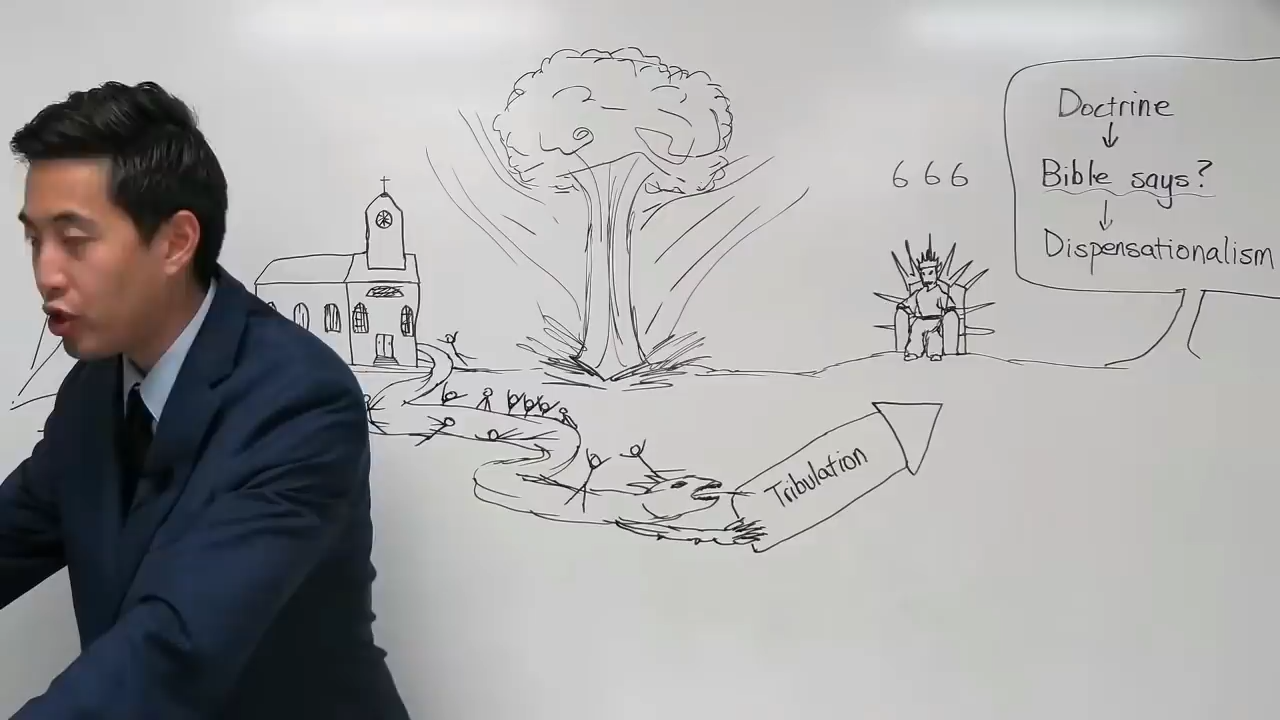 666
Doctrine
Bible says?
Dispensationalism
Tribulation